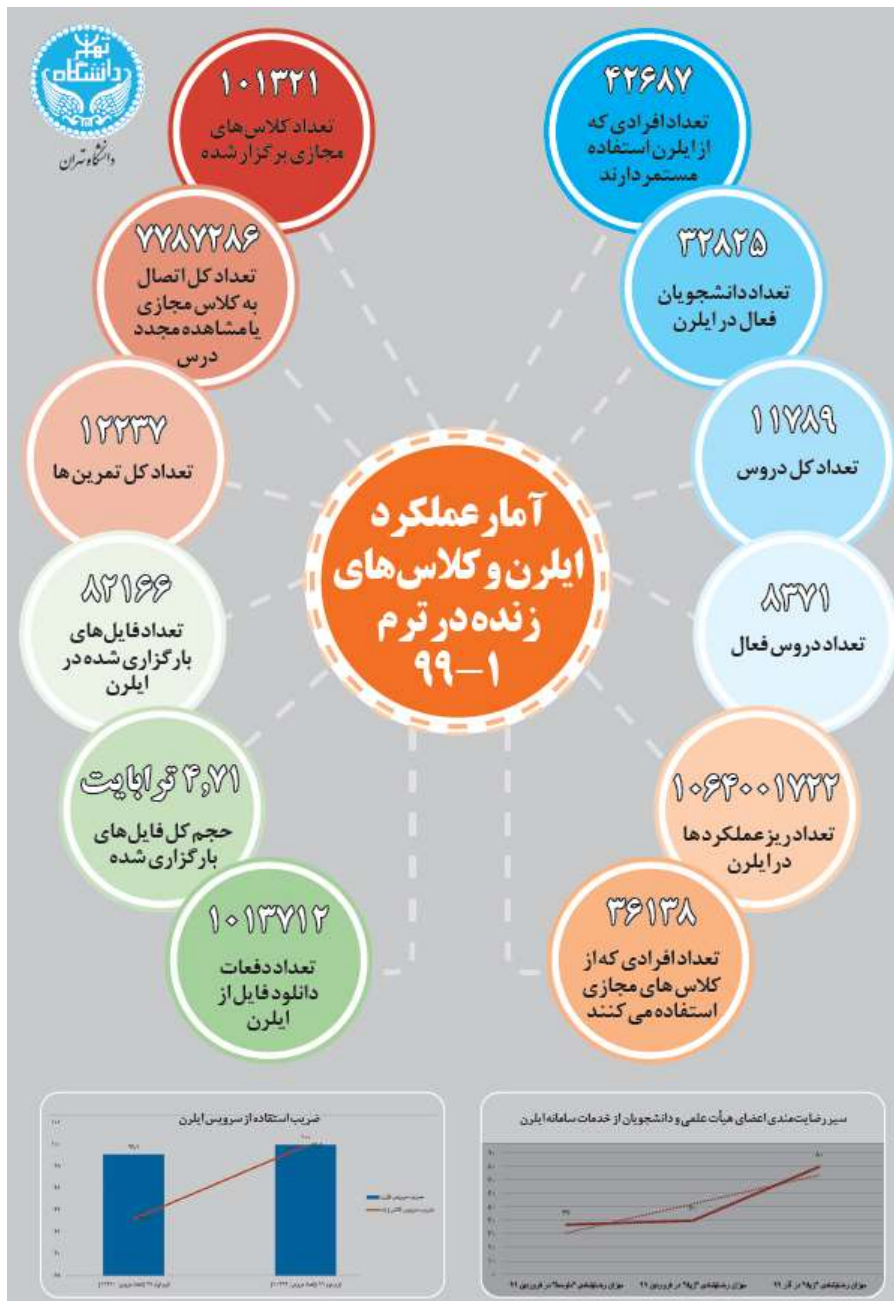 دانشگاه تهران
۴۲۶۸۷
تعداد افرادی که
از ایلرن استفاده
مستمر دارند
۳۲۸۲۵
تعداد دانشجویان
فعال در ایلرن
۱۱۷۸۹
تعداد کل دروس
۸۳۷۱
تعداد دروس فعال
۱۰۶۴۰۰۱۷۲۲
تعداد ریز عملکردها
در ایلرن
۳۶۱۳۸
تعداد افرادی که از
کلاس های مجازی
استفاده می کنند
آمار عملکرد
ایلرن و کلاس‌های
زنده در ترم
۹۹-۱
۱۰۱۳۲۱
تعداد کلاس‌های
مجازی برگزار شده
۷۷۸۷۲۸۶
تعداد کل اتصال
به کلاس مجازی
یا مشاهده مجدد
درس
۱۲۲۳۷
تعداد کل تمرین ها
۸۲۱۶۶
تعداد فایل‌های
بارگزاری شده در
ایلرن
۴,۷۱ ترابایت
حجم کل فایل‌های
بارگزاری شده
۱۰۱۳۷۱۲
تعداد دفعات
دانلود فایل از
ایلرن
سیر رضایت‌مندی اعضای هیأت علمی و دانشجویان از خدمات سامانه ایلرن
۸۰
ضریب استفاده از سرویس ایلرن